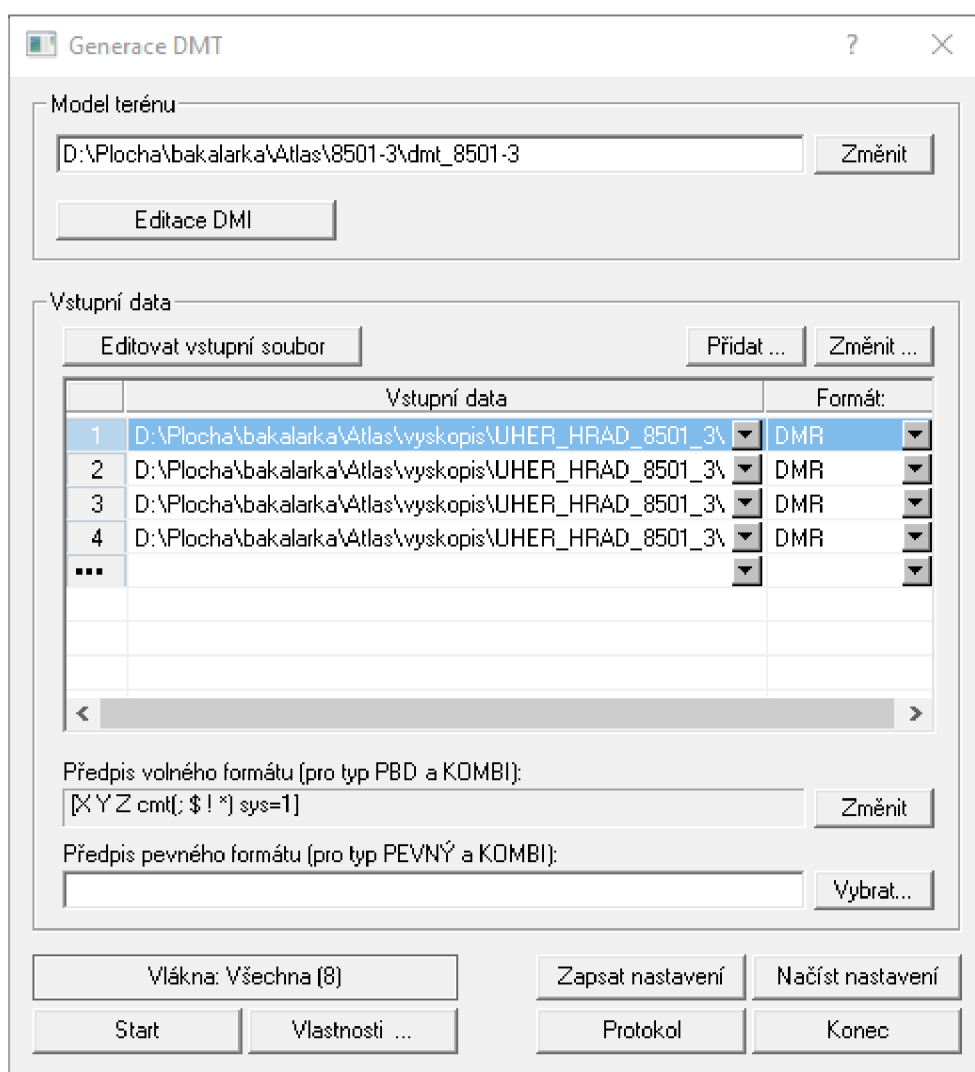 Generace DMT ?
Model terénu
D:\Plocha\bakalarka\Atlas\8501-3\dmt_8501-3 Změnit
Editace DMI
Vstupní data
Editovat vstupní soubor Přidat ... Změnit ...
Vstupní data Formát:
1 D:\Plocha\bakalarka\Atlas\vyskopis\UHER_HRAD_8501_3\ DMR
2 D:\Plocha\bakalarka\Atlas\vyskopis\UHER_HRAD_8501_3\ DMR
3 D:\Plocha\bakalarka\Atlas\vyskopis\UHER_HRAD_8501_3\ DMR
4 D:\Plocha\bakalarka\Atlas\vyskopis\UHER_HRAD_8501_3\ DMR
...
Předpis volného formátu (pro typ PBD a KOMBI):
[X Y Z cmt(; $ ! *) sys=1] Změnit
Předpis pevného formátu (pro typ PEVNÝ a KOMBI):
Vybrat...
Vlákna: Všechna (8) Zapsat nastavení Načíst nastavení
Start Vlastnosti ... Protokol Konec